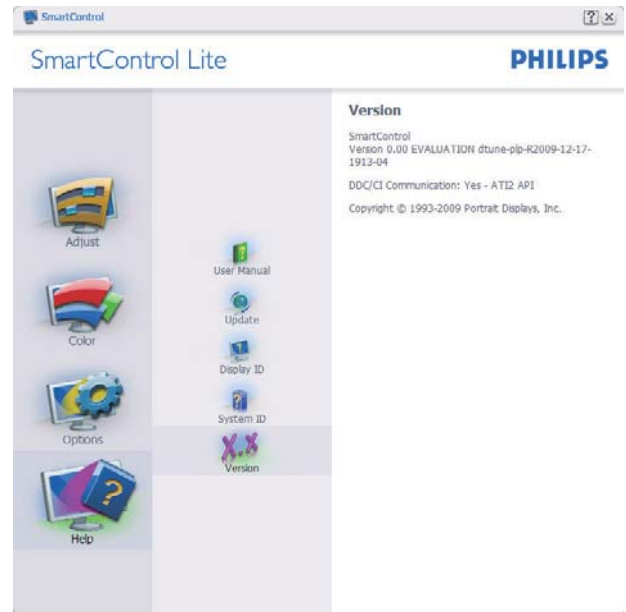 SmartControl
SmartControl Lite
PHILIPS
Adjust
Color
Options
Help
User Manual
Update
Display ID
System ID
X.X
Version
Version
SmartControl
Version 0.00 EVALUATION dtune-plp-R2009-12-17-
1913-04
DDC/CI Communication: Yes - ATI2 API
Copyright © 1993-2009 Portrait Displays, Inc.